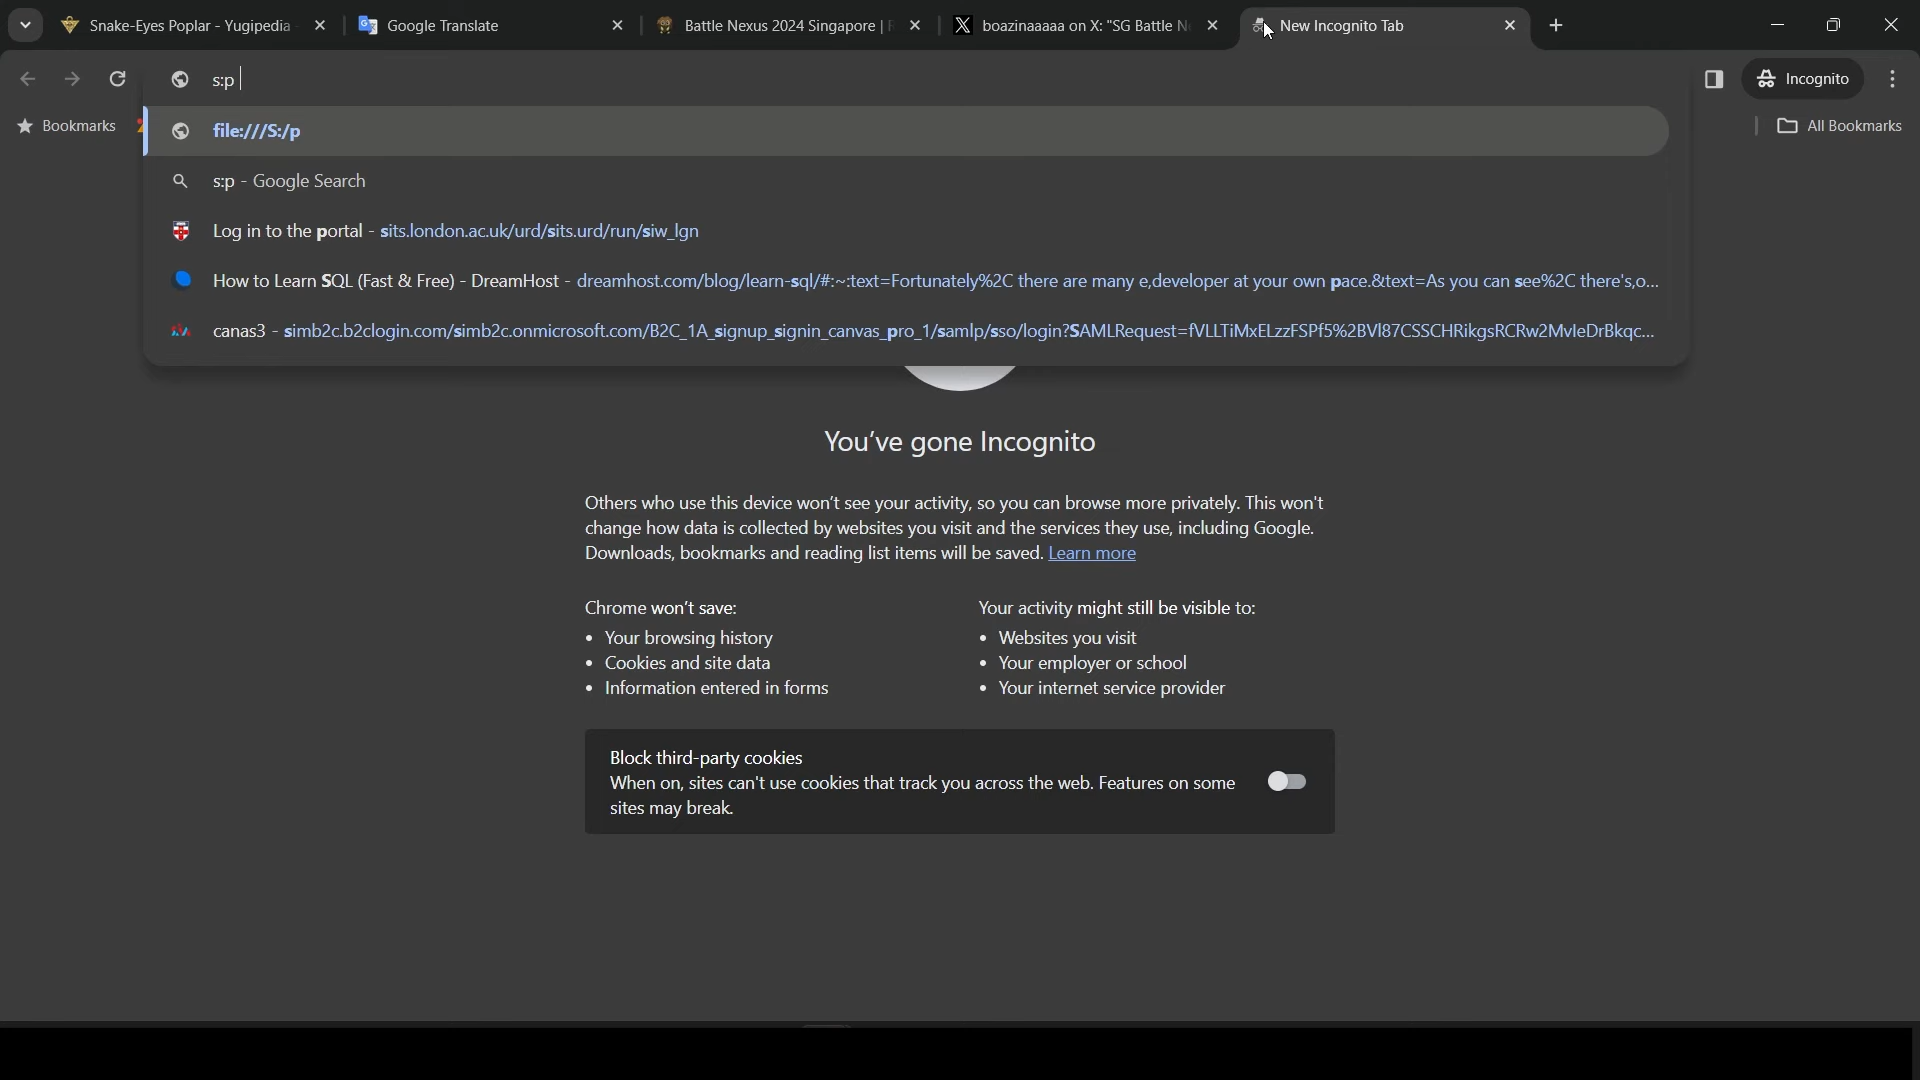 Snake-Eyes Poplar - Yugipedia
Google Translate
Battle Nexus 2024 Singapore |
boazinaaaaa on X: "SG Battle N
New Incognito Tab
s:p
Incognito
Bookmarks
All Bookmarks
file:///S:/p
s:p - Google Search
Log in to the portal - sits.london.ac.uk/urd/sits.urd/run/siw_lgn
How to Learn SQL (Fast & Free) - DreamHost - dreamhost.com/blog/learn-sql/#:~:text=Fortunately%2C there are many e,developer at your own pace.&text=As you can see%2C there's,o...
canas3 - simb2c.b2clogin.com/simb2c.onmicrosoft.com/B2C_1A_signup_signin_canvas_pro_1/samlp/sso/login?SAMLRequest=fVLLTiMxELzzFSPf5%2BVl87CSSCHRikgsRCRw2MvleDrBkqc...
You've gone Incognito
Others who use this device won't see your activity, so you can browse more privately. This won't
change how data is collected by websites you visit and the services they use, including Google.
Downloads, bookmarks and reading list items will be saved. Learn more
Chrome won't save:
• Your browsing history
• Cookies and site data
• Information entered in forms
Your activity might still be visible to:
• Websites you visit
• Your employer or school
• Your internet service provider
Block third-party cookies
When on, sites can't use cookies that track you across the web. Features on some
sites may break.